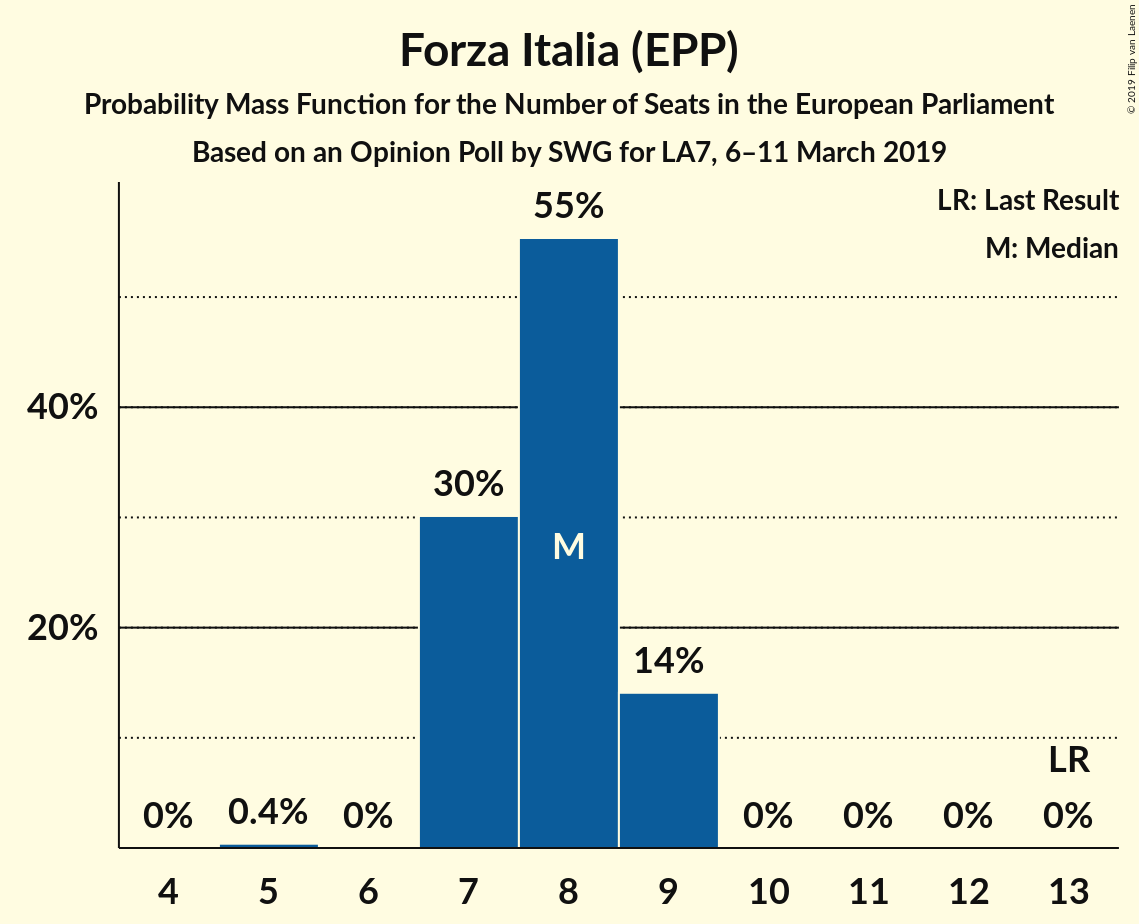 Forza Italia (EPP)
Probability Mass Function for the Number of Seats in the European Parliament
Based on an Opinion Poll by SWG for LA7, 6–11 March 2019
© 2019 Filip van Laenen
LR: Last Result
M: Median
55%
40%
30%
M
20%
14%
LR
0% 0.4% 0% 0% 0% 0% 0%
4 5 6 7 8 9 10 11 12 13